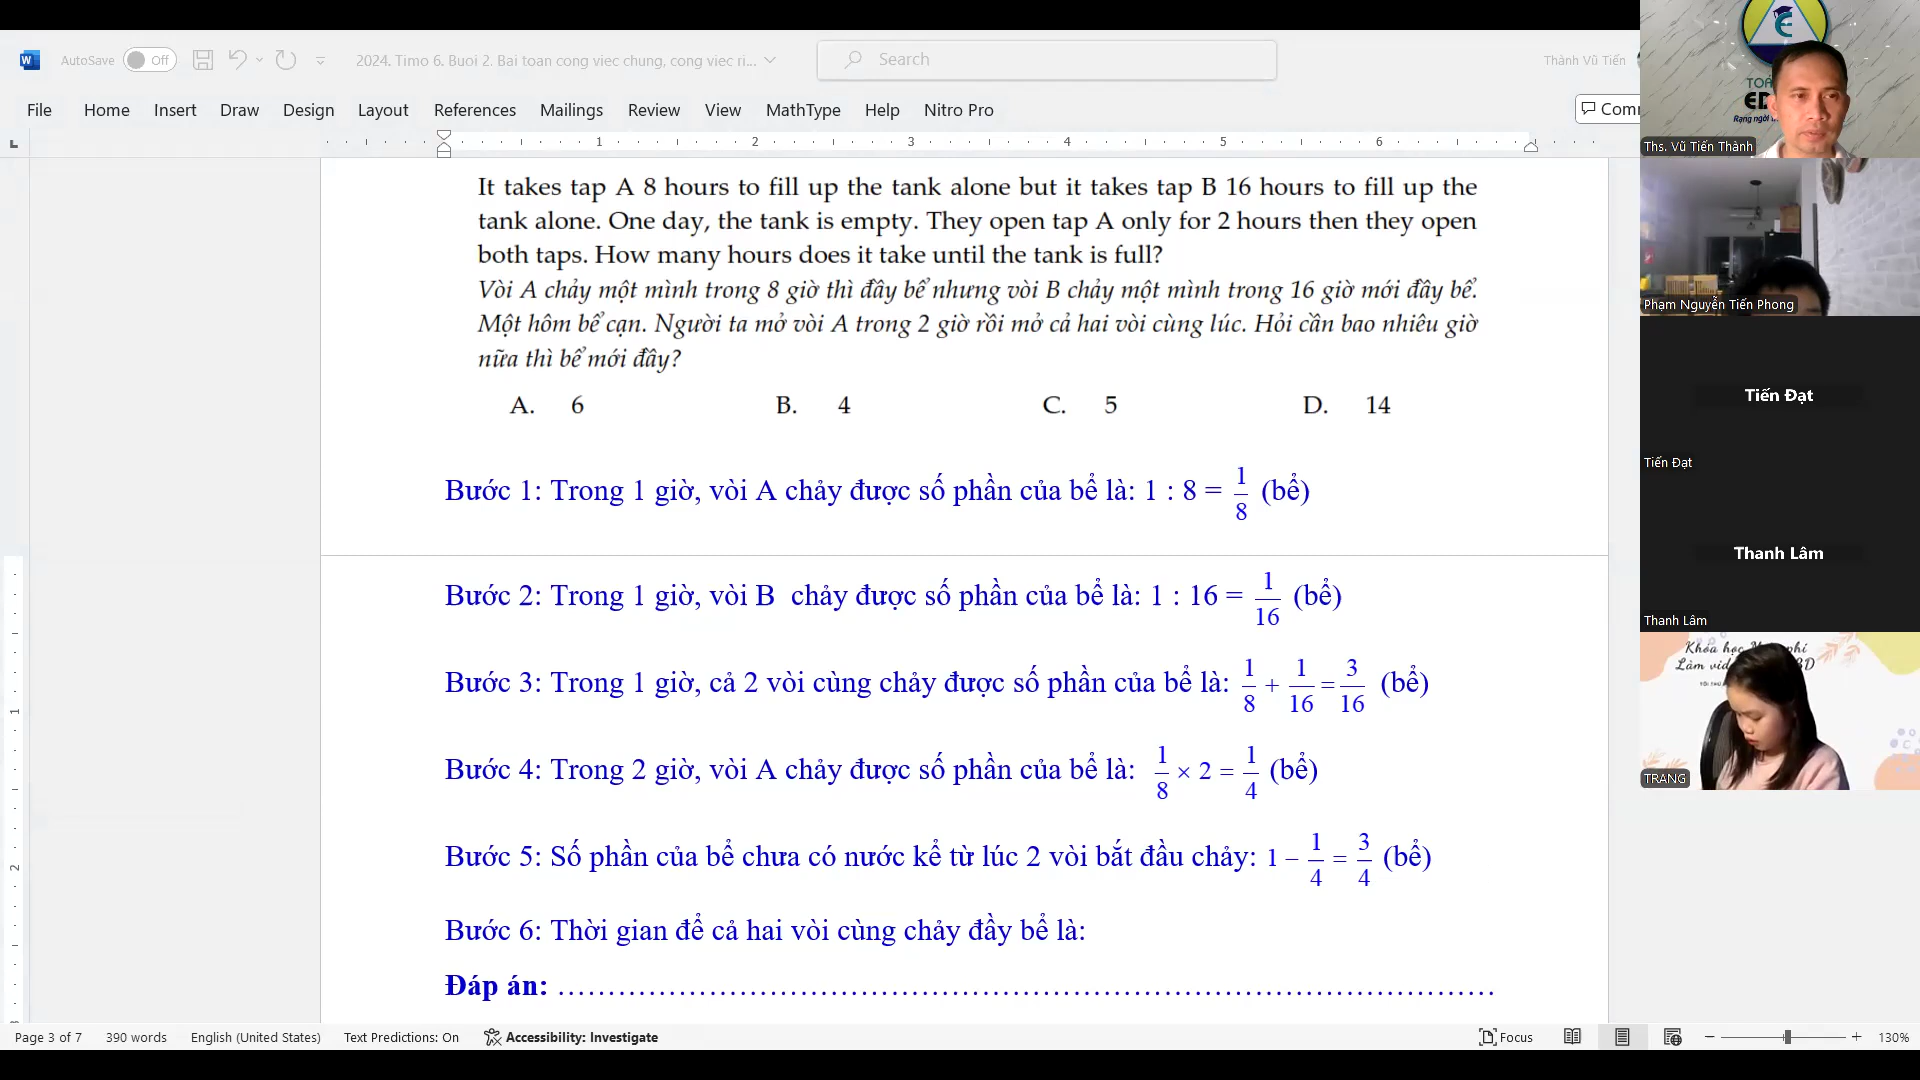 AutoSave Off 2024. Timo 6. Buoi 2. Bai toan cong viec chung, cong viec ri... Search Thành Vũ Tiến
File Home Insert Draw Design Layout References Mailings Review View MathType Help Nitro Pro
1 2 3 4 5 6
It takes tap A 8 hours to fill up the tank alone but it takes tap B 16 hours to fill up the
tank alone. One day, the tank is empty. They open tap A only for 2 hours then they open
both taps. How many hours does it take until the tank is full?
Vòi A chảy một mình trong 8 giờ thì đầy bể nhưng vòi B chảy một mình trong 16 giờ mới đầy bể.
Một hôm bể cạn. Người ta mở vòi A trong 2 giờ rồi mở cả hai vòi cùng lúc. Hỏi cần bao nhiêu giờ
nữa thì bể mới đầy?
A. 6 B. 4 C. 5 D. 14
Bước 1: Trong 1 giờ, vòi A chảy được số phần của bể là: 1 : 8 = 1/8 (bể)
Bước 2: Trong 1 giờ, vòi B chảy được số phần của bể là: 1 : 16 = 1/16 (bể)
Bước 3: Trong 1 giờ, cả 2 vòi cùng chảy được số phần của bể là: 1/8 + 1/16 = 3/16 (bể)
Bước 4: Trong 2 giờ, vòi A chảy được số phần của bể là: 1/8 × 2 = 1/4 (bể)
Bước 5: Số phần của bể chưa có nước kể từ lúc 2 vòi bắt đầu chảy: 1 − 1/4 = 3/4 (bể)
Bước 6: Thời gian để cả hai vòi cùng chảy đầy bể là:
Đáp án: ........................................................................
Page 3 of 7 390 words English (United States) Text Predictions: On Accessibility: Investigate Focus 130%
Ths. Vũ Tiến Thành
Phạm Nguyễn Tiến Phong
Tiến Đạt
Tiến Đạt
Thanh Lâm
Thanh Lâm
TRANG